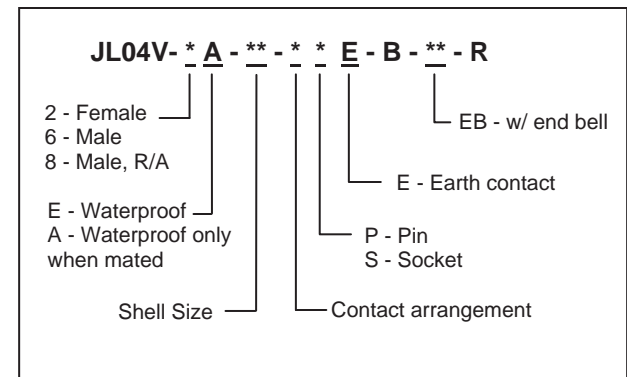 JL04V- * A - ** - * * E - B - ** - R
2 - Female
6 - Male
8 - Male, R/A
EB - w/ end bell
E - Earth contact
E - Waterproof
A - Waterproof only
when mated
P - Pin
S - Socket
Shell Size
Contact arrangement